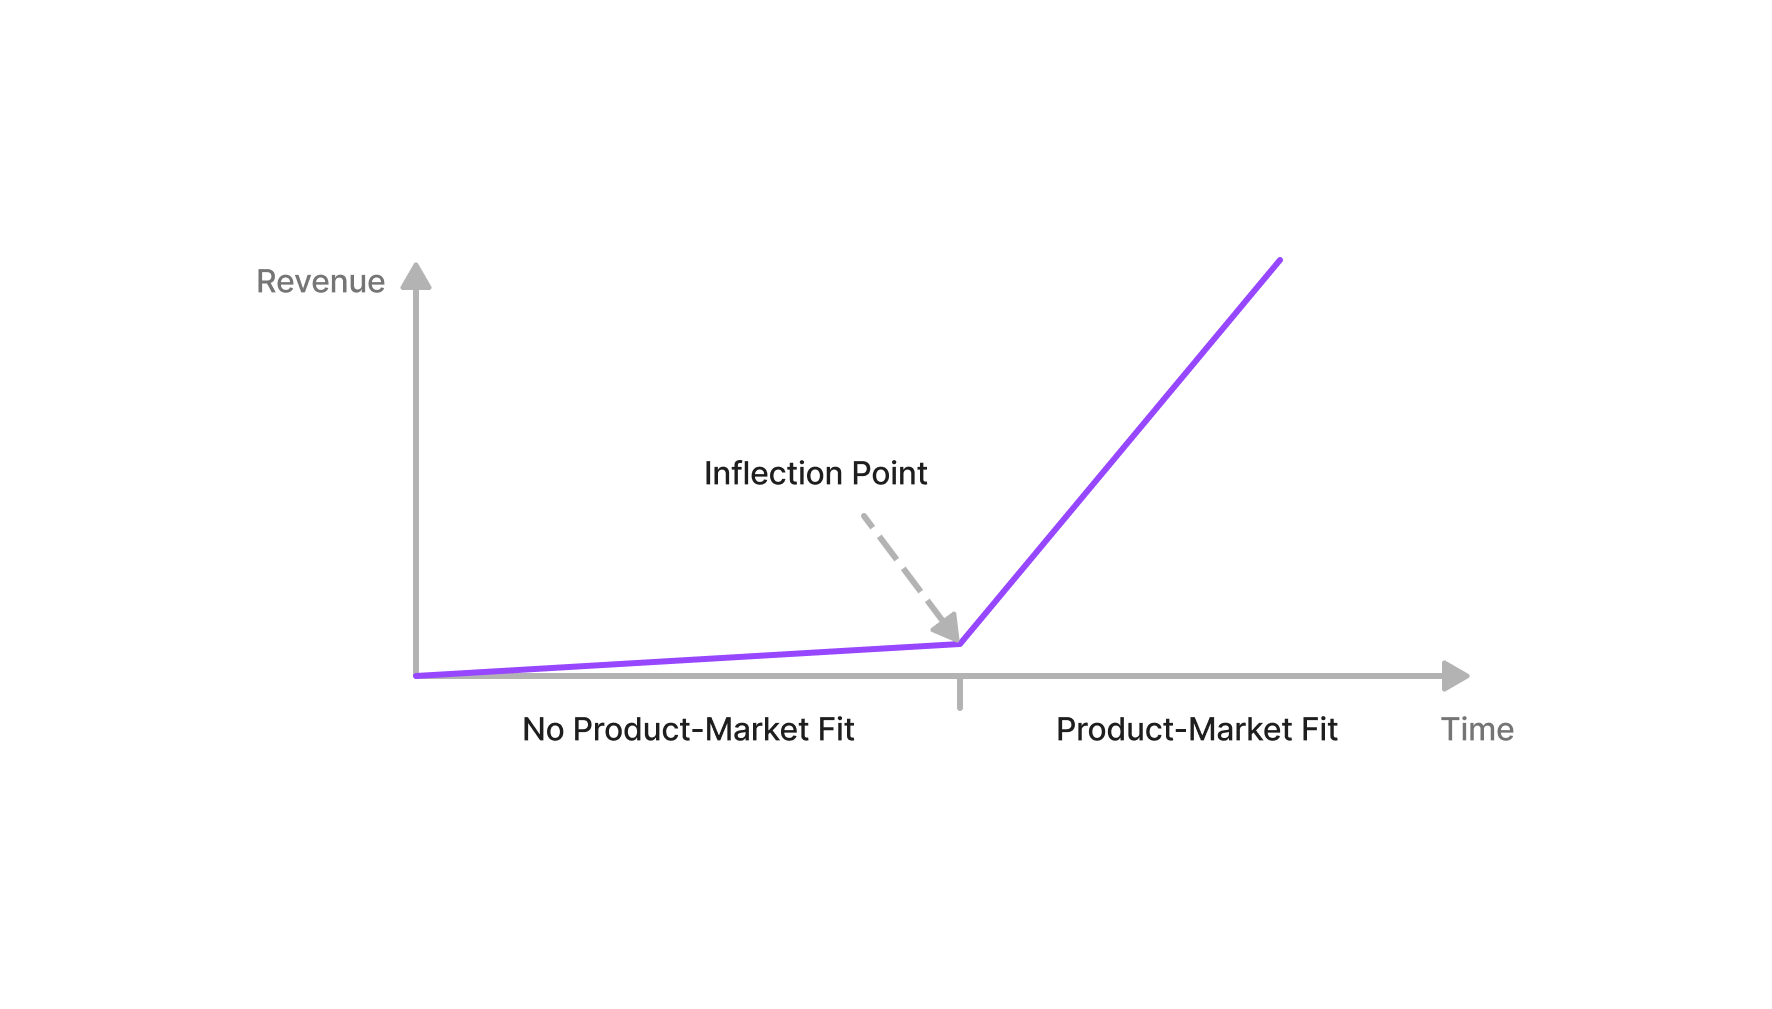 Revenue
Inflection Point
No Product-Market Fit
Product-Market Fit
Time